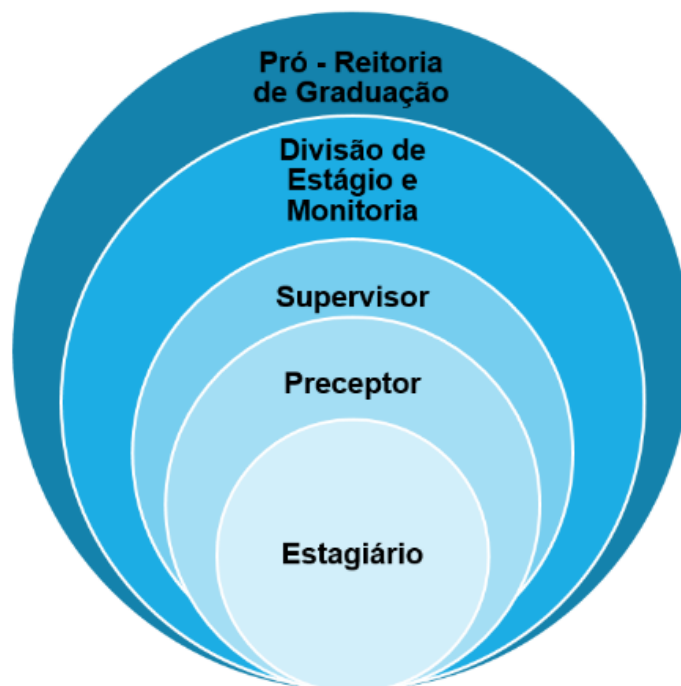 Pró - Reitoria
de Graduação
Divisão de
Estágio e
Monitoria
Supervisor
Preceptor
Estagiário